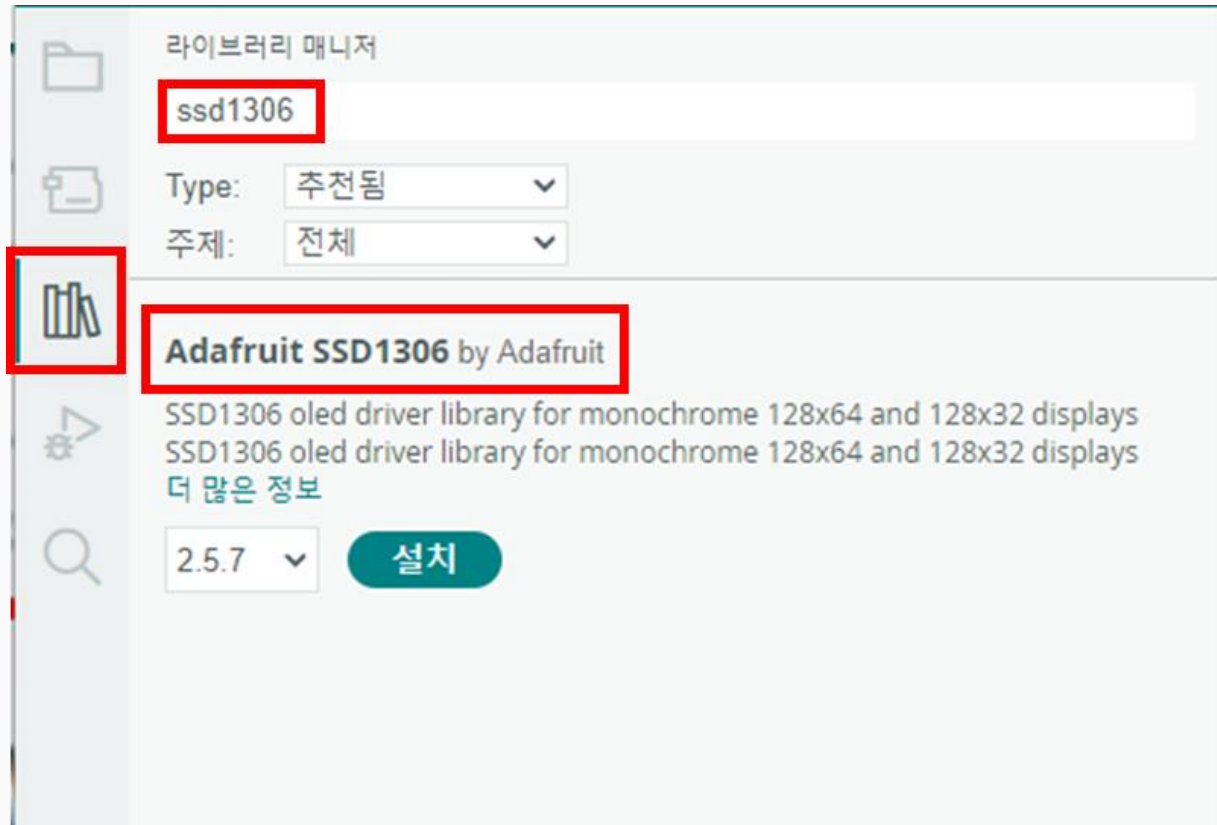 라이브러리 매니저
ssd1306
Type: 추천됨
주제: 전체
Adafruit SSD1306 by Adafruit
SSD1306 oled driver library for monochrome 128x64 and 128x32 displays
SSD1306 oled driver library for monochrome 128x64 and 128x32 displays
더 많은 정보
2.5.7 설치